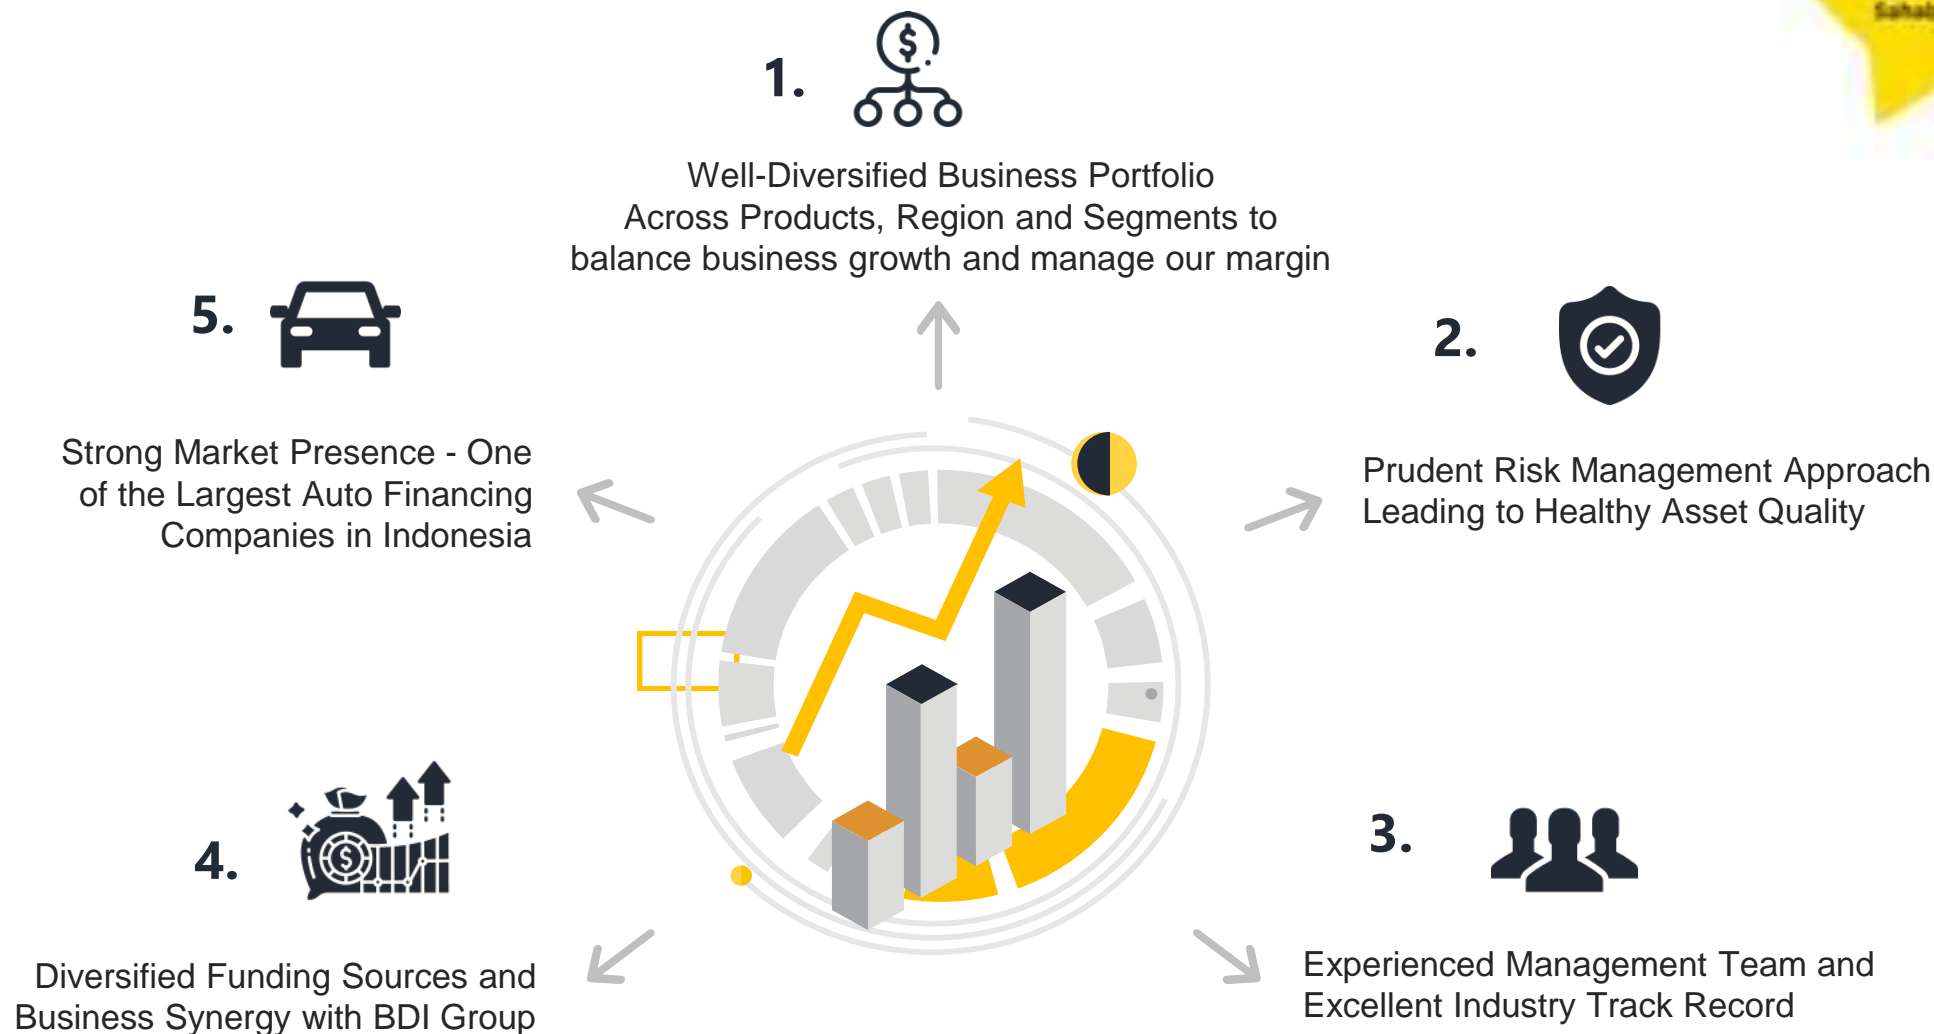 1.
Well-Diversified Business Portfolio
Across Products, Region and Segments to
balance business growth and manage our margin
2.
Prudent Risk Management Approach
Leading to Healthy Asset Quality
3.
Experienced Management Team and
Excellent Industry Track Record
4.
Diversified Funding Sources and
Business Synergy with BDI Group
5.
Strong Market Presence - One
of the Largest Auto Financing
Companies in Indonesia